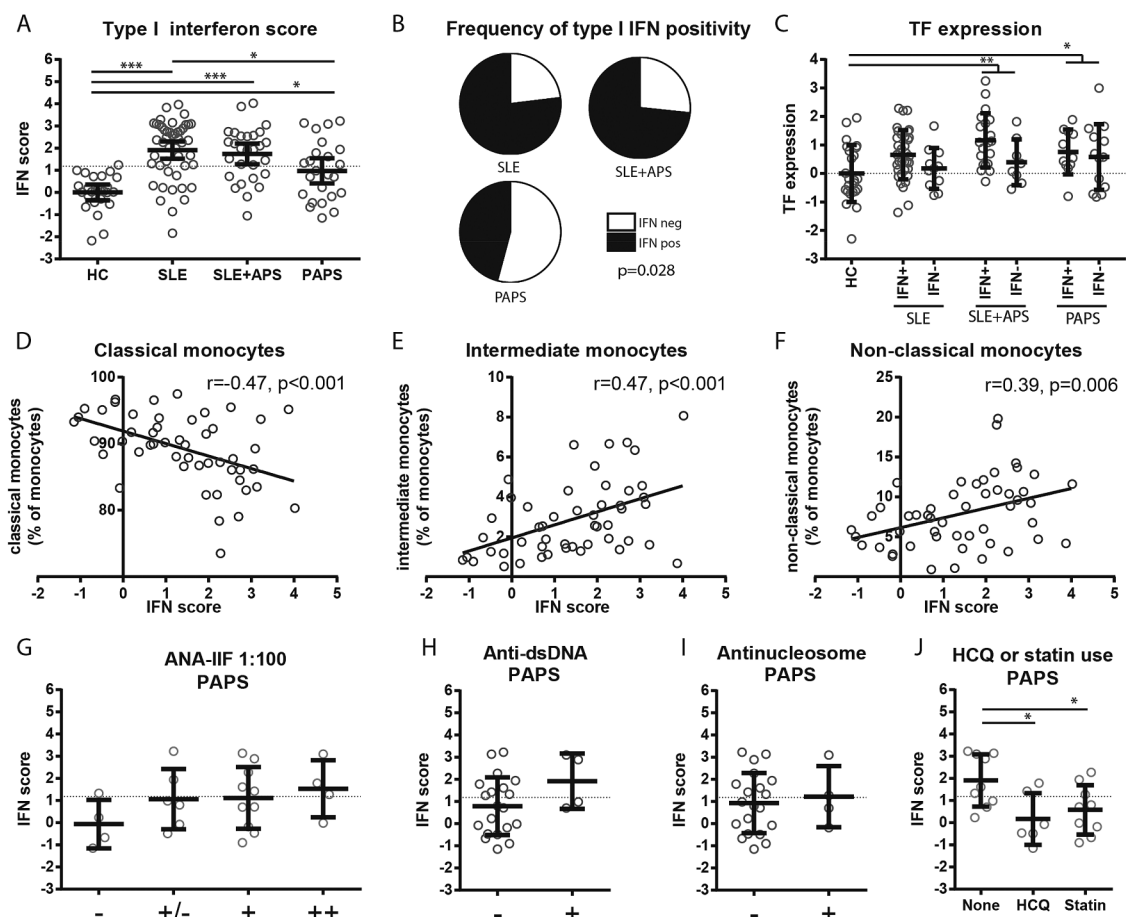 A
Type I interferon score
IFN score
6
5
4
3
2
1
0
-1
-2
-3
***
***
*
*
HC
SLE
SLE+APS
PAPS
B
Frequency of type I IFN positivity
SLE
SLE+APS
PAPS
IFN neg
IFN pos
p=0.028
C
TF expression
TF expression
4
3
2
1
0
-1
-2
-3
**
*
HC
IFN+
IFN-
IFN+
IFN-
IFN+
IFN-
SLE
SLE+APS
PAPS
D
Classical monocytes
r=-0.47, p<0.001
classical monocytes
(% of monocytes)
100
90
80
-2
-1
0
1
2
3
4
5
IFN score
E
Intermediate monocytes
r=0.47, p<0.001
intermediate monocytes
(% of monocytes)
10
8
6
4
2
0
-2
-1
0
1
2
3
4
5
IFN score
F
Non-classical monocytes
r=0.39, p=0.006
non-classical monocytes
(% of monocytes)
25
20
15
10
5
0
-2
-1
0
1
2
3
4
5
IFN score
G
ANA-IIF 1:100
PAPS
IFN score
6
5
4
3
2
1
0
-1
-2
-3
-
+/-
+
++
H
Anti-dsDNA
PAPS
IFN score
6
5
4
3
2
1
0
-1
-2
-3
-
+
I
Antinucleosome
PAPS
IFN score
6
5
4
3
2
1
0
-1
-2
-3
-
+
J
HCQ or statin use
PAPS
IFN score
6
5
4
3
2
1
0
-1
-2
-3
*
*
None
HCQ
Statin